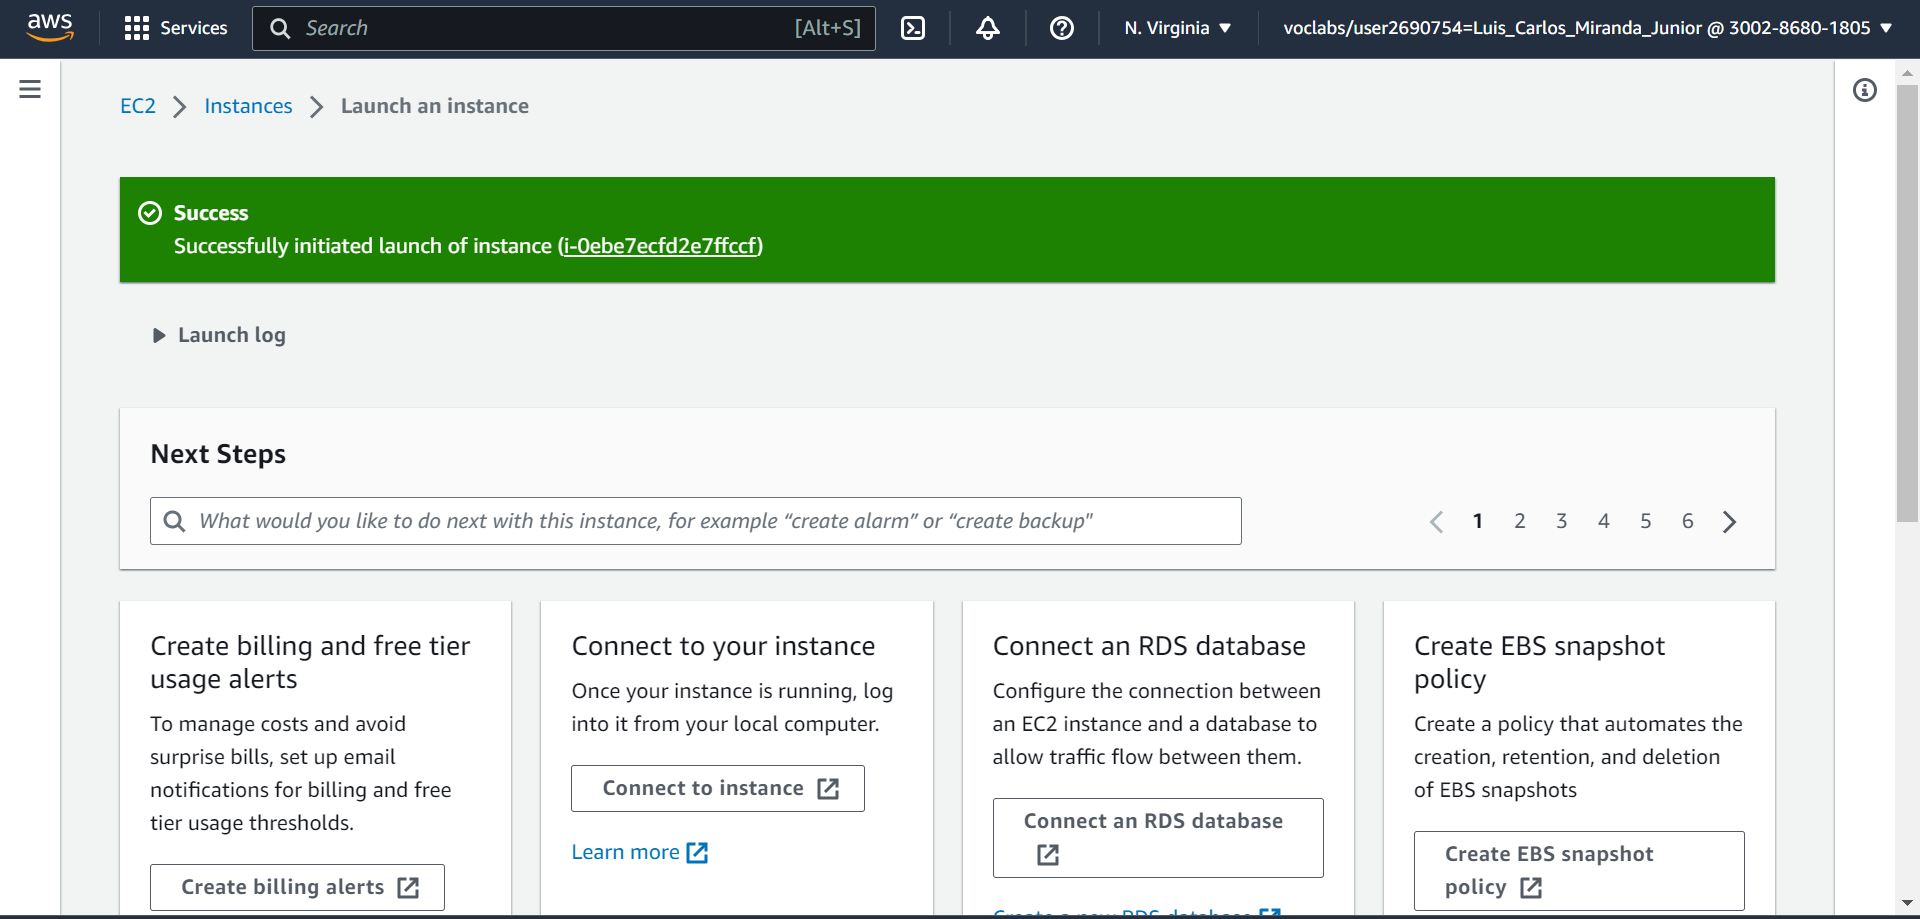 aws
Services
Search [Alt+S]
N. Virginia
voclabs/user2690754=Luis_Carlos_Miranda_Junior @ 3002-8680-1805
EC2 Instances Launch an instance
Success
Successfully initiated launch of instance (i-0ebe7ecfd2e7ffccf)
Launch log
Next Steps
What would you like to do next with this instance, for example “create alarm” or “create backup"
1 2 3 4 5 6
Create billing and free tier
usage alerts
To manage costs and avoid
surprise bills, set up email
notifications for billing and free
tier usage thresholds.
Create billing alerts
Connect to your instance
Once your instance is running, log
into it from your local computer.
Connect to instance
Learn more
Connect an RDS database
Configure the connection between
an EC2 instance and a database to
allow traffic flow between them.
Connect an RDS database
Create a new RDS database
Create EBS snapshot
policy
Create a policy that automates the
creation, retention, and deletion
of EBS snapshots
Create EBS snapshot
policy